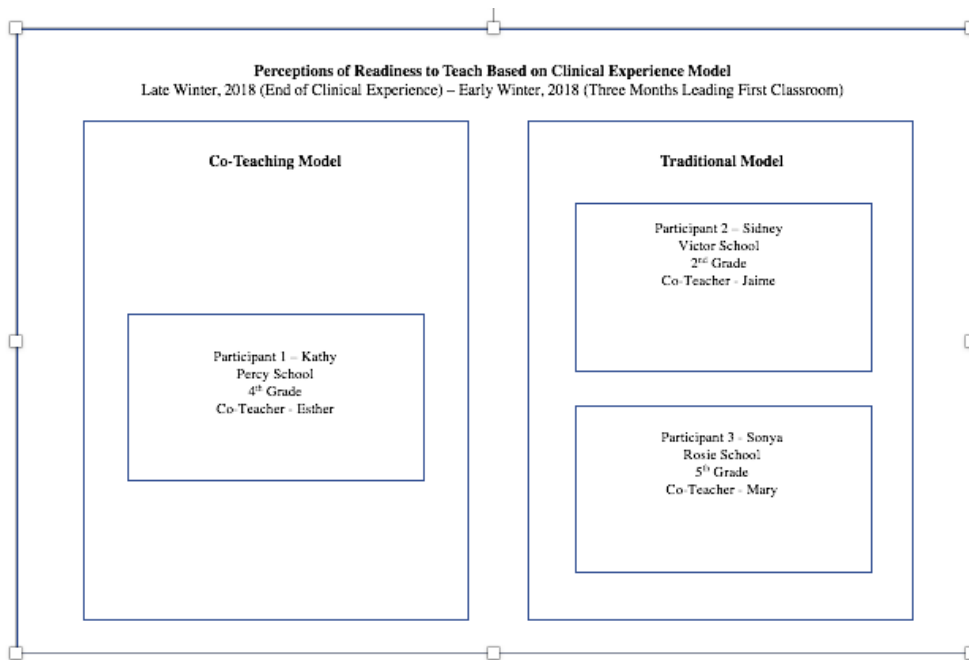 Perceptions of Readiness to Teach Based on Clinical Experience Model
Late Winter, 2018 (End of Clinical Experience) – Early Winter, 2018 (Three Months Leading First Classroom)
Co-Teaching Model
Participant 1 – Kathy
Percy School
4th Grade
Co-Teacher - Esther
Traditional Model
Participant 2 – Sidney
Victor School
2nd Grade
Co-Teacher - Jaime
Participant 3 - Sonya
Rosie School
5th Grade
Co-Teacher - Mary